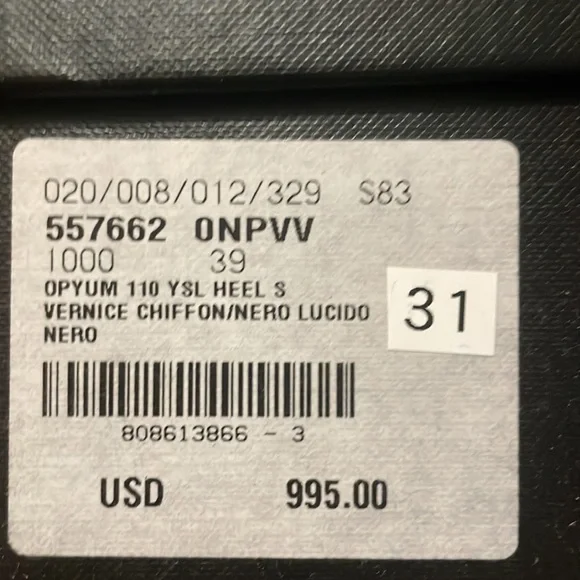 020/008/012/329 S83
557662 0NPVV
1000 39
OPYUM 110 YSL HEEL S
VERNICE CHIFFON/NERO LUCIDO
NERO
31
808613866 - 3
USD 995.00